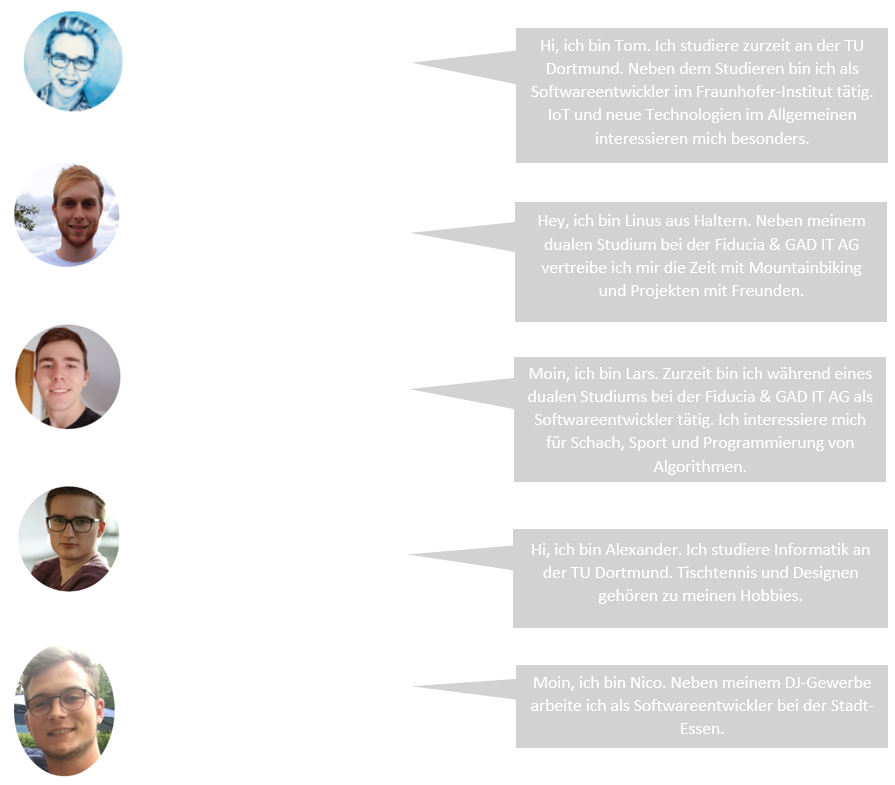 Hi, ich bin Tom. Ich studiere zurzeit an der TU
Dortmund. Neben dem Studieren bin ich als
Softwareentwickler im Fraunhofer-Institut tätig.
IoT und neue Technologien im Allgemeinen
interessieren mich besonders.
Hey, ich bin Linus aus Haltern. Neben meinem
dualen Studium bei der Fiducia & GAD IT AG
vertreibe ich mir die Zeit mit Mountainbiking
und Projekten mit Freunden.
Moin, ich bin Lars. Zurzeit bin ich während eines
dualen Studiums bei der Fiducia & GAD IT AG als
Softwareentwickler tätig. Ich interessiere mich
für Schach, Sport und Programmierung von
Algorithmen.
Hi, ich bin Alexander. Ich studiere Informatik an
der TU Dortmund. Tischtennis und Designen
gehören zu meinen Hobbies.
Moin, ich bin Nico. Neben meinem DJ-Gewerbe
arbeite ich als Softwareentwickler bei der Stadt-
Essen.